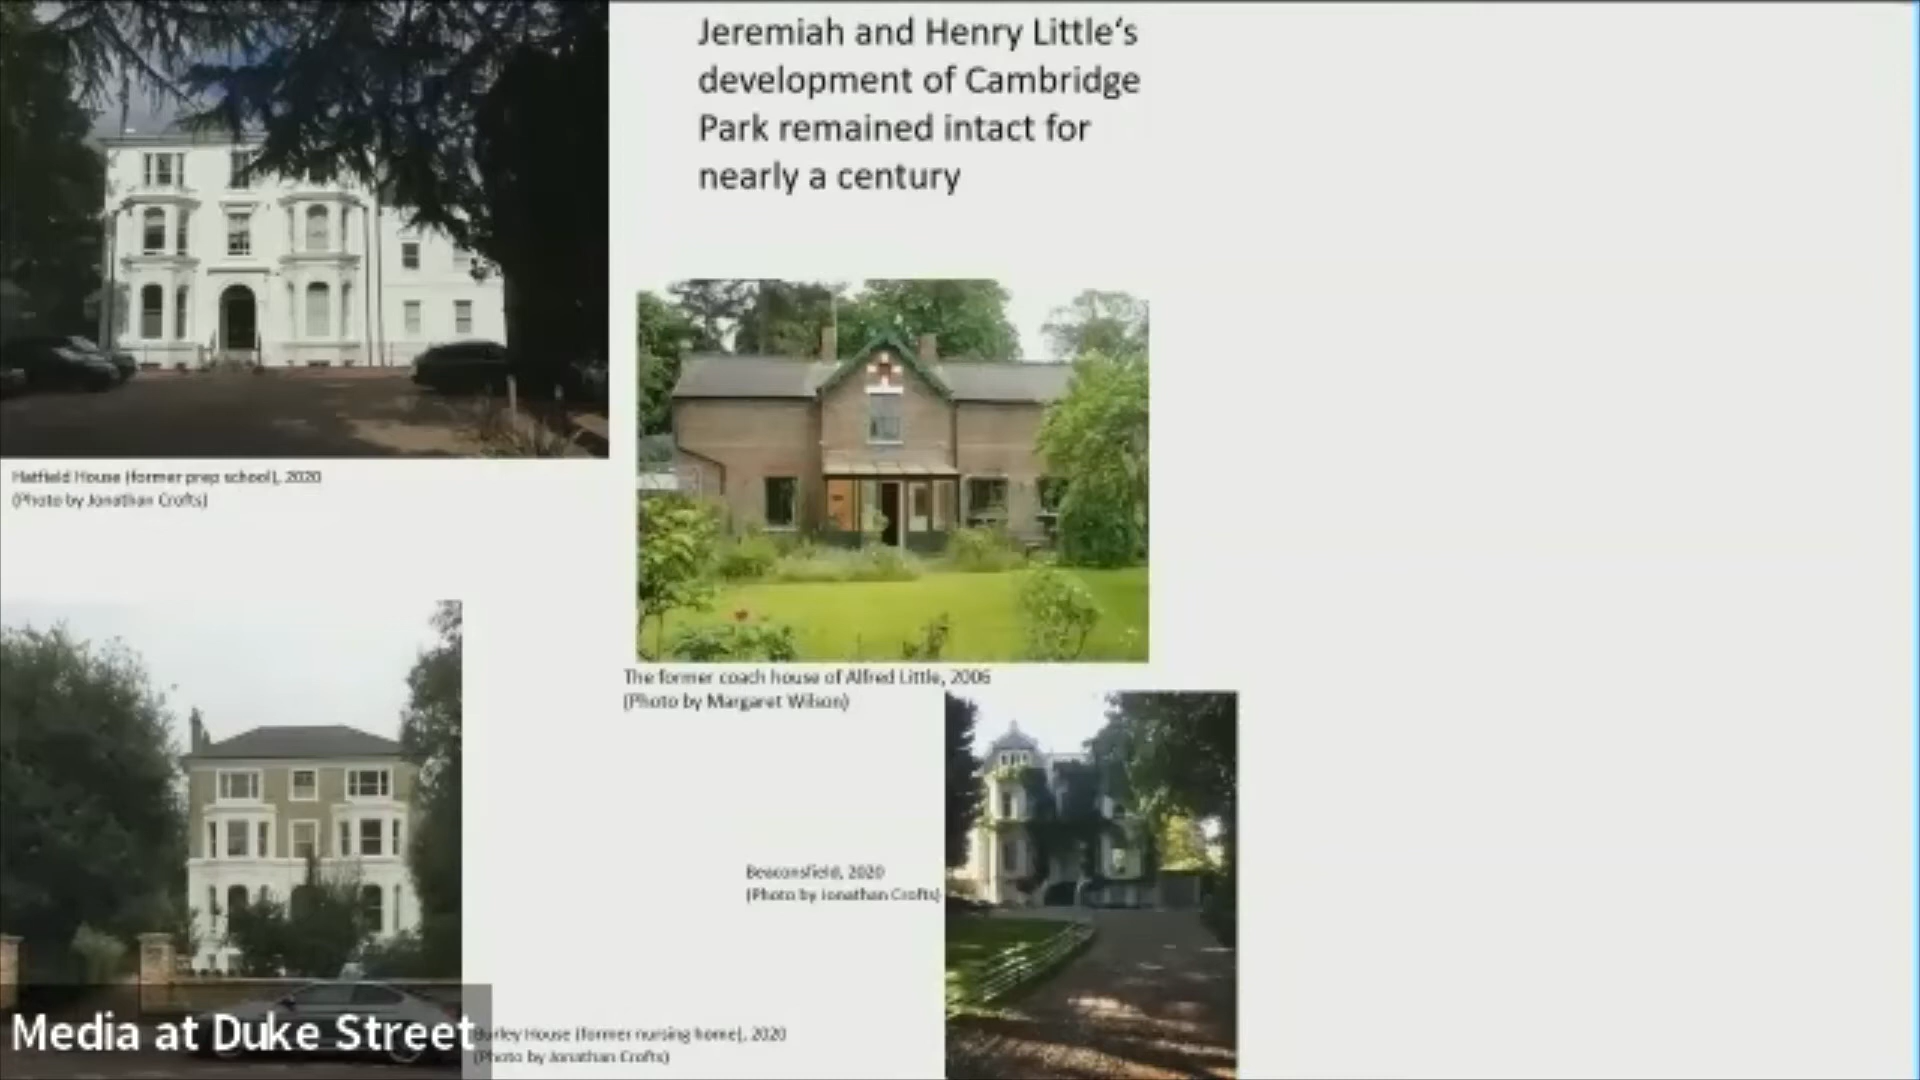 Jeremiah and Henry Little‘s
development of Cambridge
Park remained intact for
nearly a century
Hatfield House (former prep school), 2020
(Photo by Jonathan Crofts)
The former coach house of Alfred Little, 2006
(Photo by Margaret Wilson)
Beaconsfield, 2020
(Photo by Jonathan Crofts)
House (former nursing home), 2020
(Photo by Jonathan Crofts)
Media at Duke Street